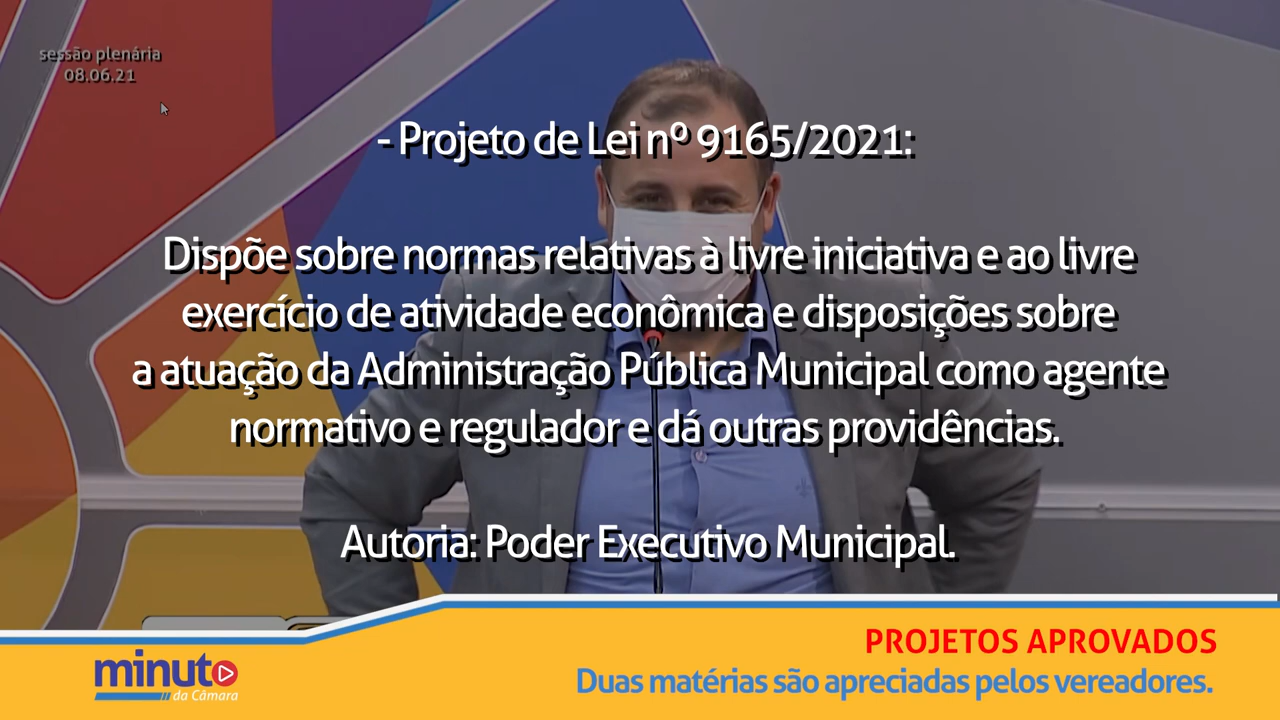 sessão plenária
08.06.21
- Projeto de Lei nº 9165/2021:
Dispõe sobre normas relativas à livre iniciativa e ao livre
exercício de atividade econômica e disposições sobre
a atuação da Administração Pública Municipal como agente
normativo e regulador e dá outras providências.
Autoria: Poder Executivo Municipal.
PROJETOS APROVADOS
Duas matérias são apreciadas pelos vereadores.
minuto
da Câmara